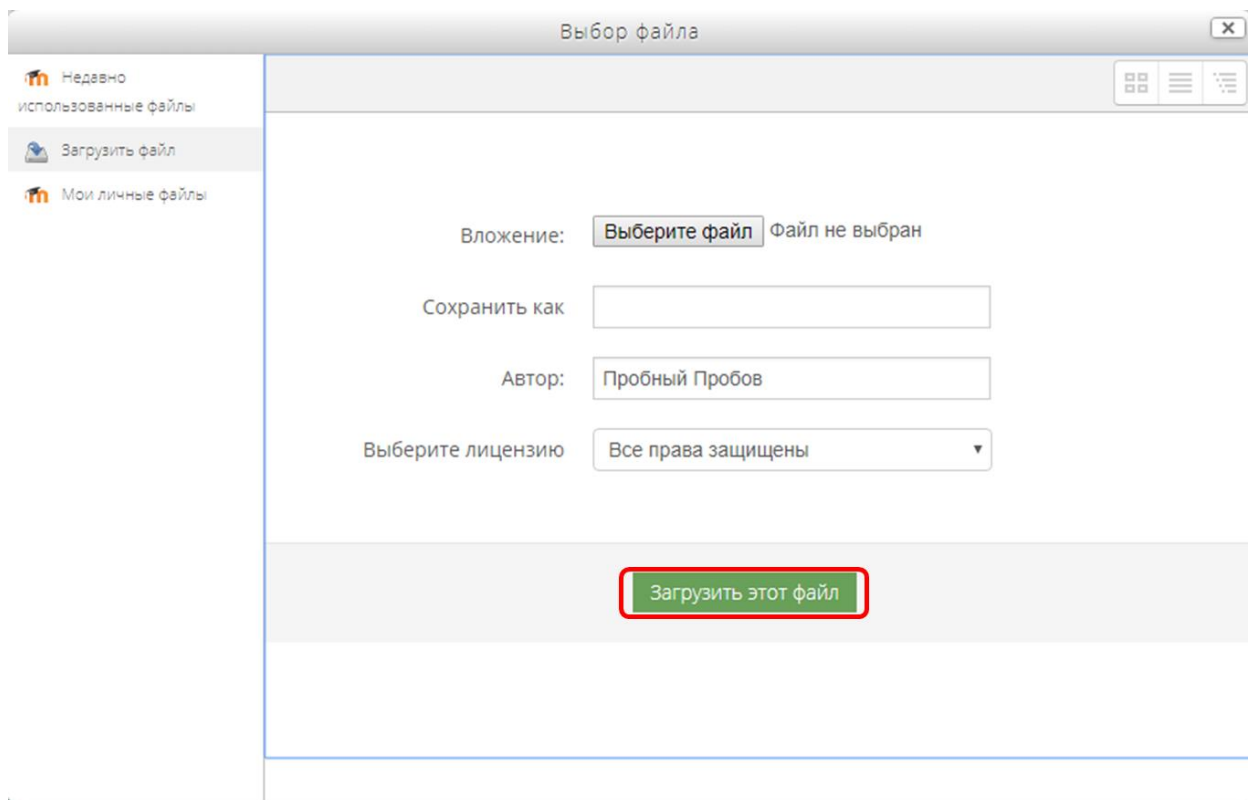 Выбор файла
Недавно
использованные файлы
Загрузить файл
Мои личные файлы
Вложение: Выберите файл Файл не выбран
Сохранить как
Автор: Пробный Пробов
Выберите лицензию Все права защищены
Загрузить этот файл